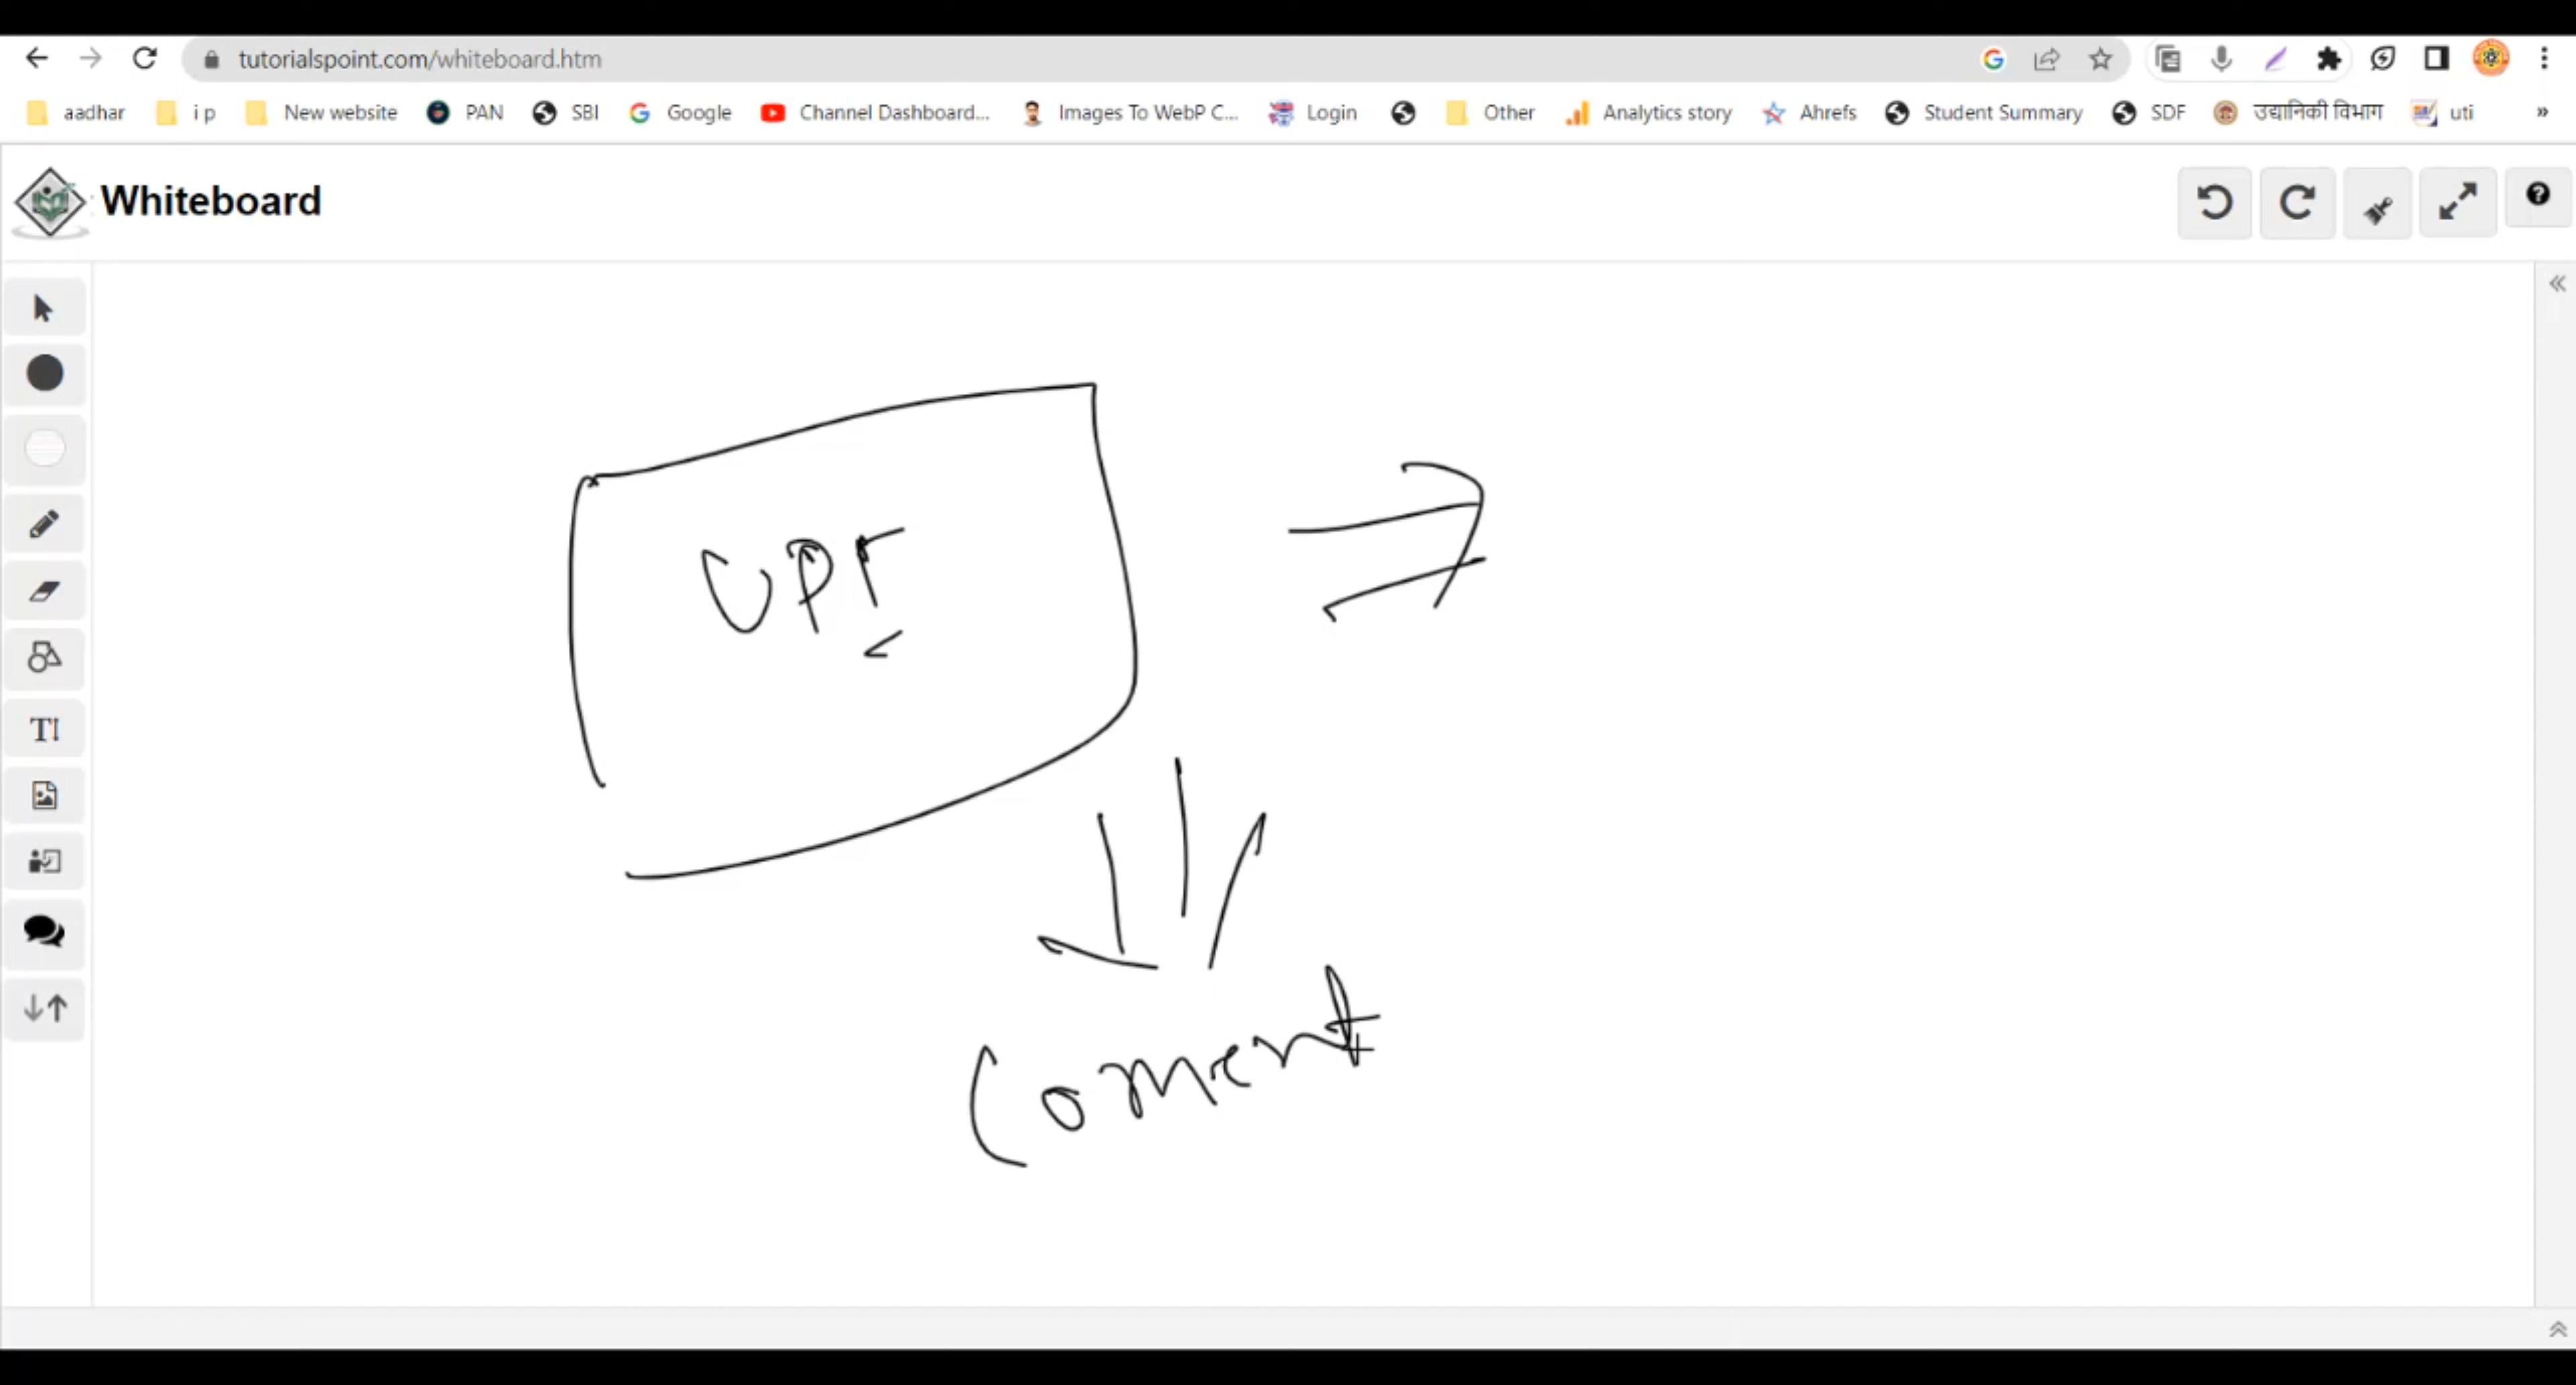 tutorialspoint.com/whiteboard.htm
aadhar i p New website PAN SBI Google Channel Dashboard... Images To WebP C... Login Other Analytics story Ahrefs Student Summary SDF उद्यानिकी विभाग uti »
Whiteboard
UPI
Coment